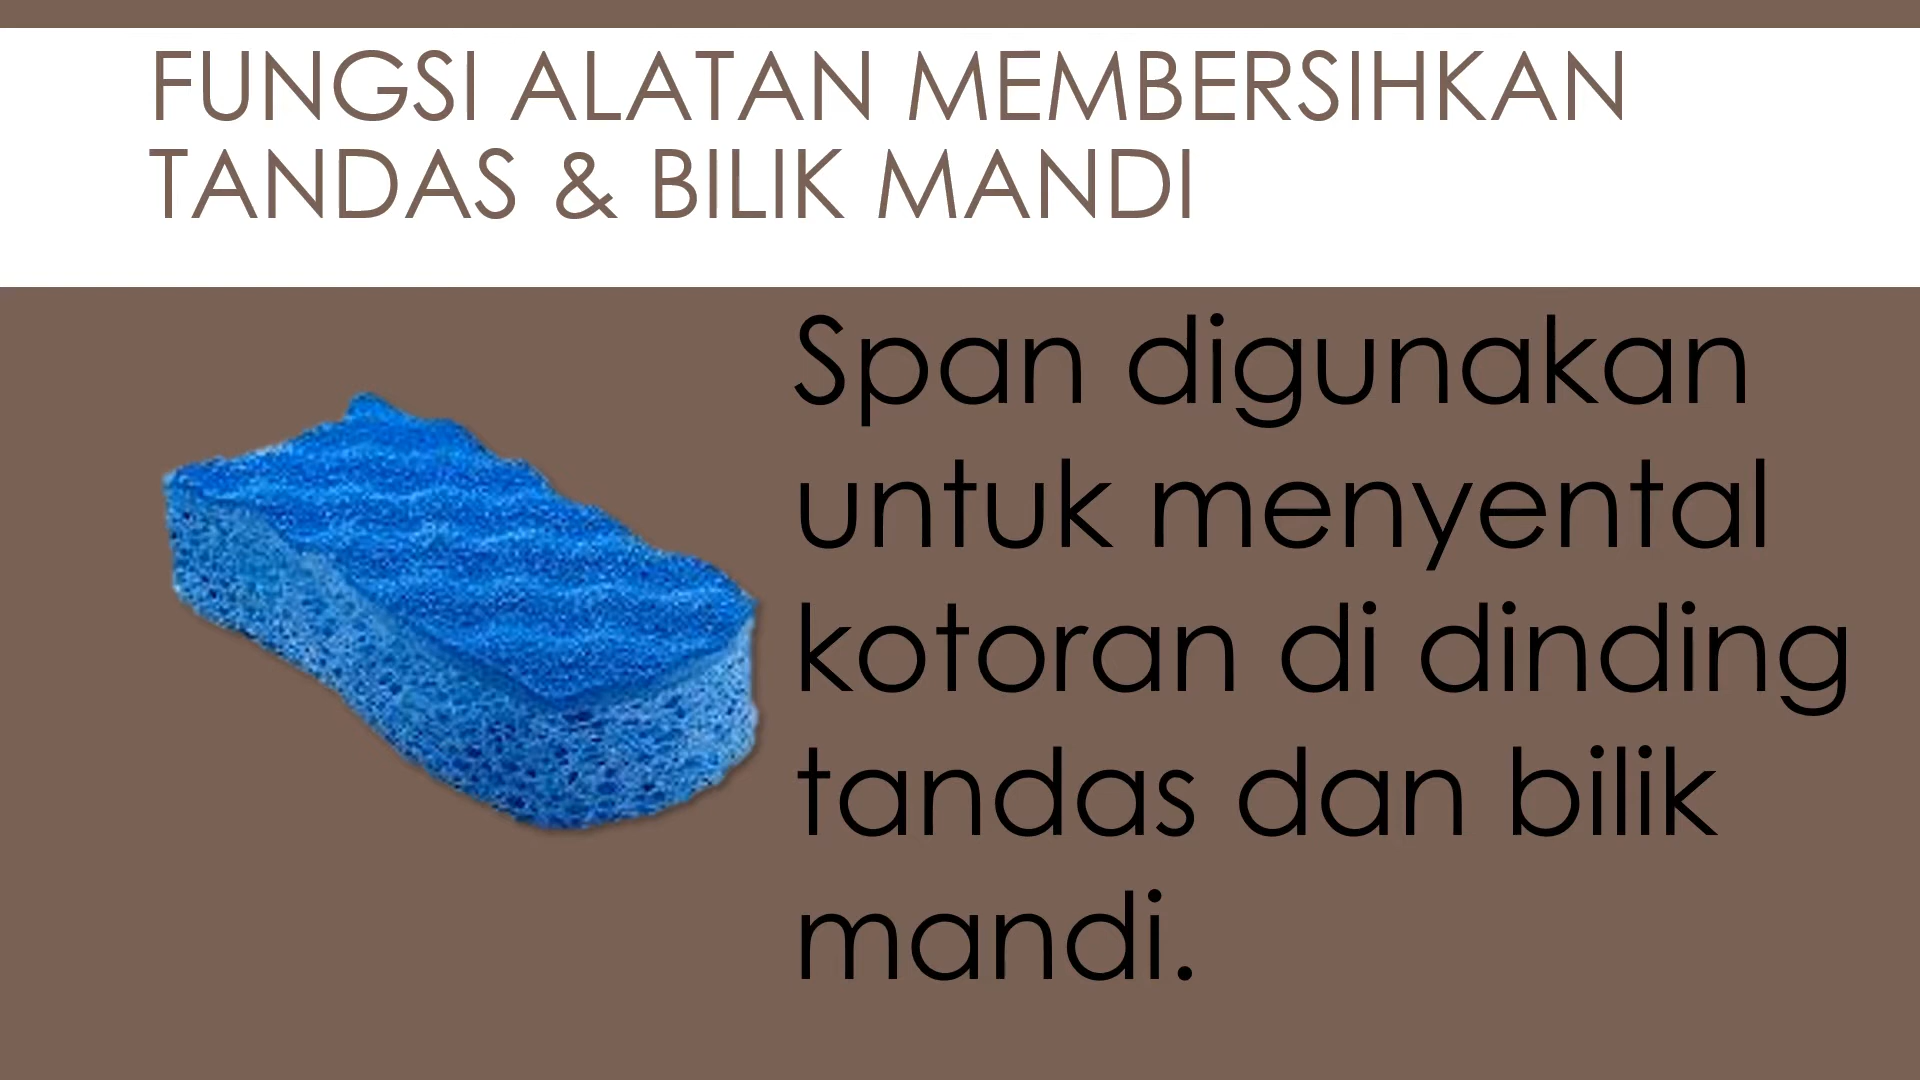 FUNGSI ALATAN MEMBERSIHKAN
TANDAS & BILIK MANDI
Span digunakan
untuk menyental
kotoran di dinding
tandas dan bilik
mandi.